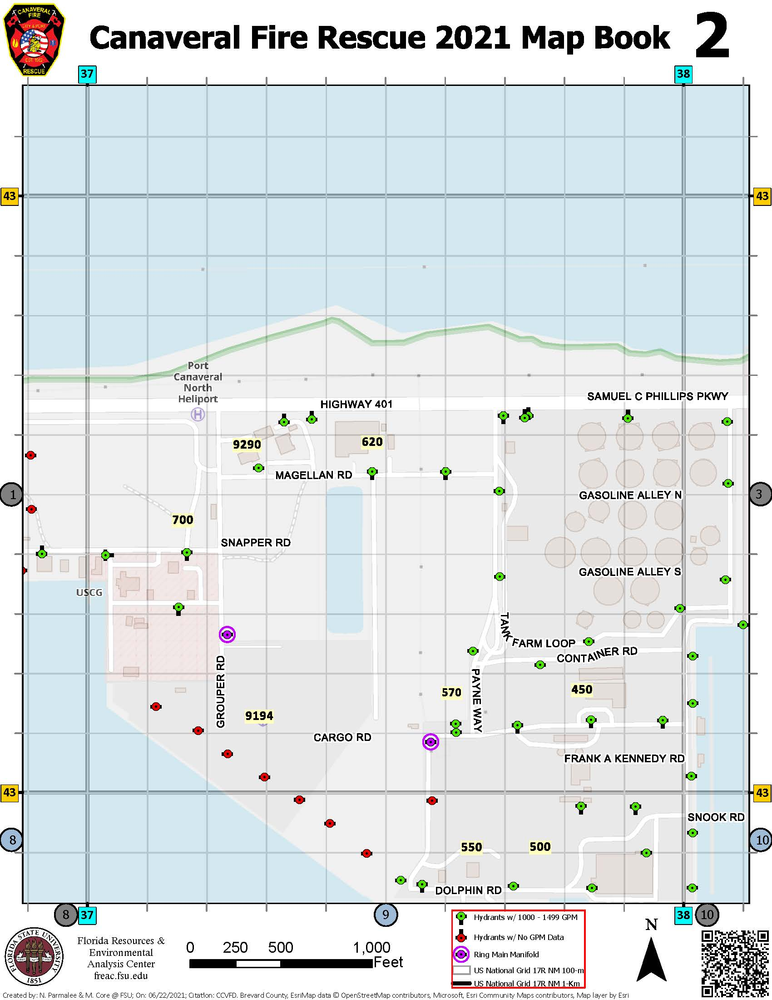 CANAVERAL
FIRE
CITY & PORT
EST. 1962
RESCUE
Canaveral Fire Rescue 2021 Map Book
2
37
38
43
43
Port
Canaveral
North
Heliport
SAMUEL C PHILLIPS PKWY
HIGHWAY 401
H
9290
620
MAGELLAN RD
1
GASOLINE ALLEY N
3
700
SNAPPER RD
GASOLINE ALLEY S
USCG
TANK FARM LOOP
CONTAINER RD
GROUPER RD
PAYNE WAY
570
450
9194
CARGO RD
FRANK A KENNEDY RD
43
43
SNOOK RD
8
550
500
10
DOLPHIN RD
8
37
9
38
10
Hydrants w/ 1000 - 1499 GPM
Hydrants w/ No GPM Data
Ring Main Manifold
US National Grid 17R NM 100-m
US National Grid 17R NM 1-Km
N
FLORIDA STATE UNIVERSITY
1851
Florida Resources &
Environmental
Analysis Center
freac.fsu.edu
0 250 500 1,000
Feet
Created by: N. Parmalee & M. Core @ FSU; On: 06/22/2021; Citation: CCVFD. Brevard County, EsriMap data © OpenStreetMap contributors, Microsoft, Esri Community Maps contributors, Map layer by Esri